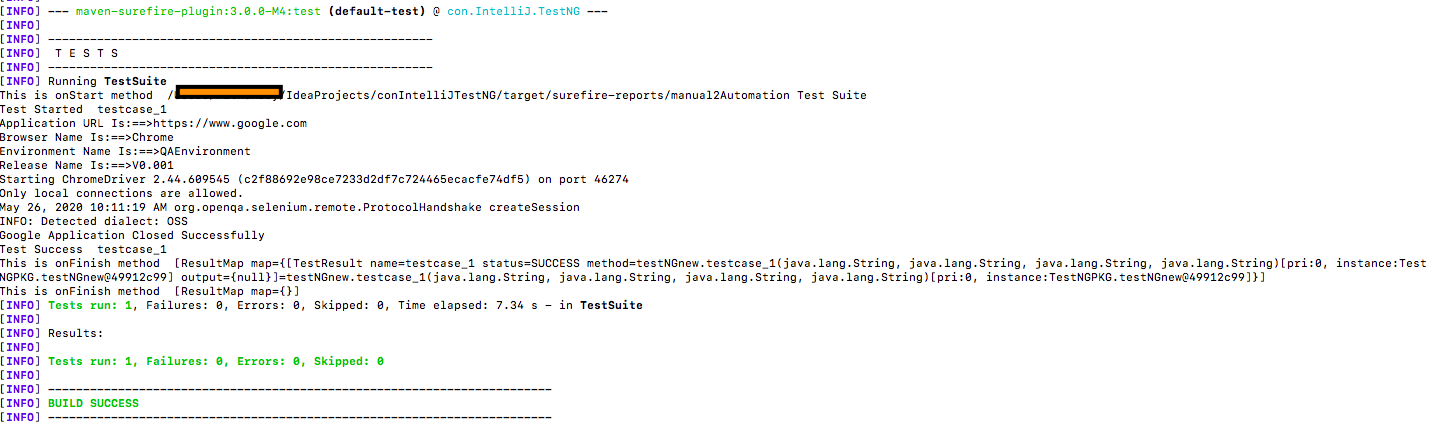 [INFO]
[INFO] --- maven-surefire-plugin:3.0.0-M4:test (default-test) @ con.IntelliJ.TestNG ---
[INFO]
[INFO] -------------------------------------------------------
[INFO]  T E S T S
[INFO] -------------------------------------------------------
[INFO] Running TestSuite
This is onStart method  / /IdeaProjects/conIntelliJTestNG/target/surefire-reports/manual2Automation Test Suite
Test Started  testcase_1
Application URL Is:==>https://www.google.com
Browser Name Is:==>Chrome
Environment Name Is:==>QAEnvironment
Release Name Is:==>V0.001
Starting ChromeDriver 2.44.609545 (c2f88692e98ce7233d2df7c724465ecacfe74df5) on port 46274
Only local connections are allowed.
May 26, 2020 10:11:19 AM org.openqa.selenium.remote.ProtocolHandshake createSession
INFO: Detected dialect: OSS
Google Application Closed Successfully
Test Success  testcase_1
This is onFinish method  [ResultMap map={[TestResult name=testcase_1 status=SUCCESS method=testNGnew.testcase_1(java.lang.String, java.lang.String, java.lang.String, java.lang.String)[pri:0, instance:Test
NGPKG.testNGnew@49912c99] output={null}]=testNGnew.testcase_1(java.lang.String, java.lang.String, java.lang.String, java.lang.String)[pri:0, instance:TestNGPKG.testNGnew@49912c99]}]
This is onFinish method  [ResultMap map={}]
[INFO] Tests run: 1, Failures: 0, Errors: 0, Skipped: 0, Time elapsed: 7.34 s - in TestSuite
[INFO]
[INFO] Results:
[INFO]
[INFO] Tests run: 1, Failures: 0, Errors: 0, Skipped: 0
[INFO]
[INFO] ------------------------------------------------------------------------
[INFO] BUILD SUCCESS
[INFO] ------------------------------------------------------------------------